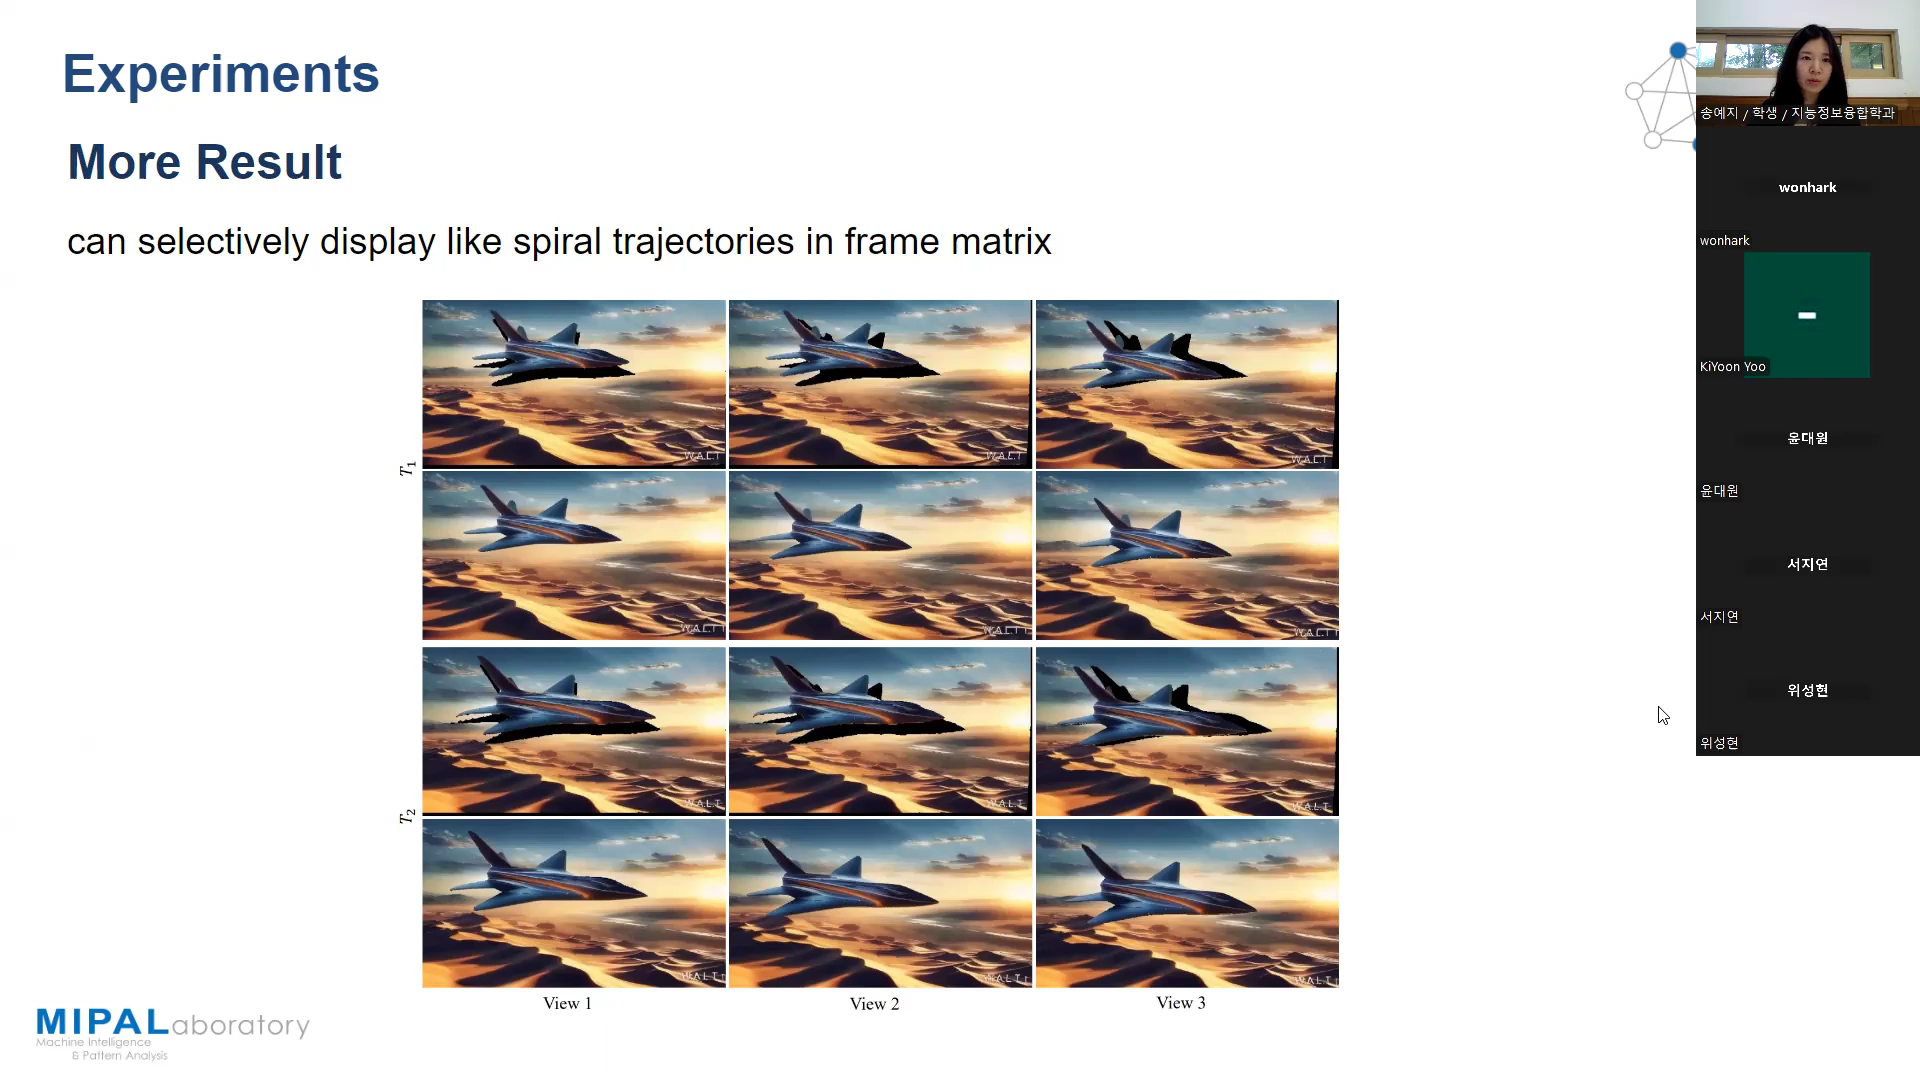 Experiments
More Result
can selectively display like spiral trajectories in frame matrix
T1
W.A.L.T
W.A.L.T
W.A.L.T
W.A.L.T
W.A.L.T
W.A.L.T
T2
W.A.L.T
W.A.L.T
W.A.L.T
W.A.L.T
W.A.L.T
W.A.L.T
View 1
View 2
View 3
MIPALaboratory
Machine Intelligence
& Pattern Analysis
송예지 / 학생 / 지능정보융합학과
wonhark
wonhark
KiYoon Yoo
윤대원
윤대원
서지연
서지연
위성현
위성현